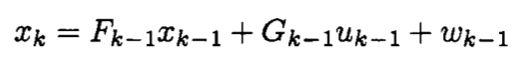 x_k = F_{k-1}x_{k-1} + G_{k-1}u_{k-1} + w_{k-1}